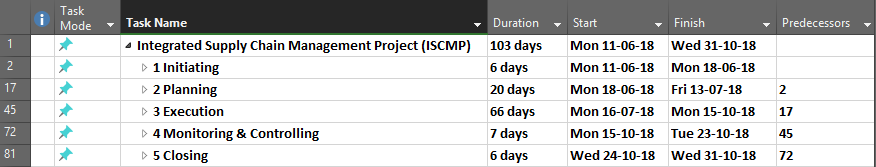 Task Mode Task Name Duration Start Finish Predecessors
1 Integrated Supply Chain Management Project (ISCMP) 103 days Mon 11-06-18 Wed 31-10-18
2 1 Initiating 6 days Mon 11-06-18 Mon 18-06-18
17 2 Planning 20 days Mon 18-06-18 Fri 13-07-18 2
45 3 Execution 66 days Mon 16-07-18 Mon 15-10-18 17
72 4 Monitoring & Controlling 7 days Mon 15-10-18 Tue 23-10-18 45
81 5 Closing 6 days Wed 24-10-18 Wed 31-10-18 72